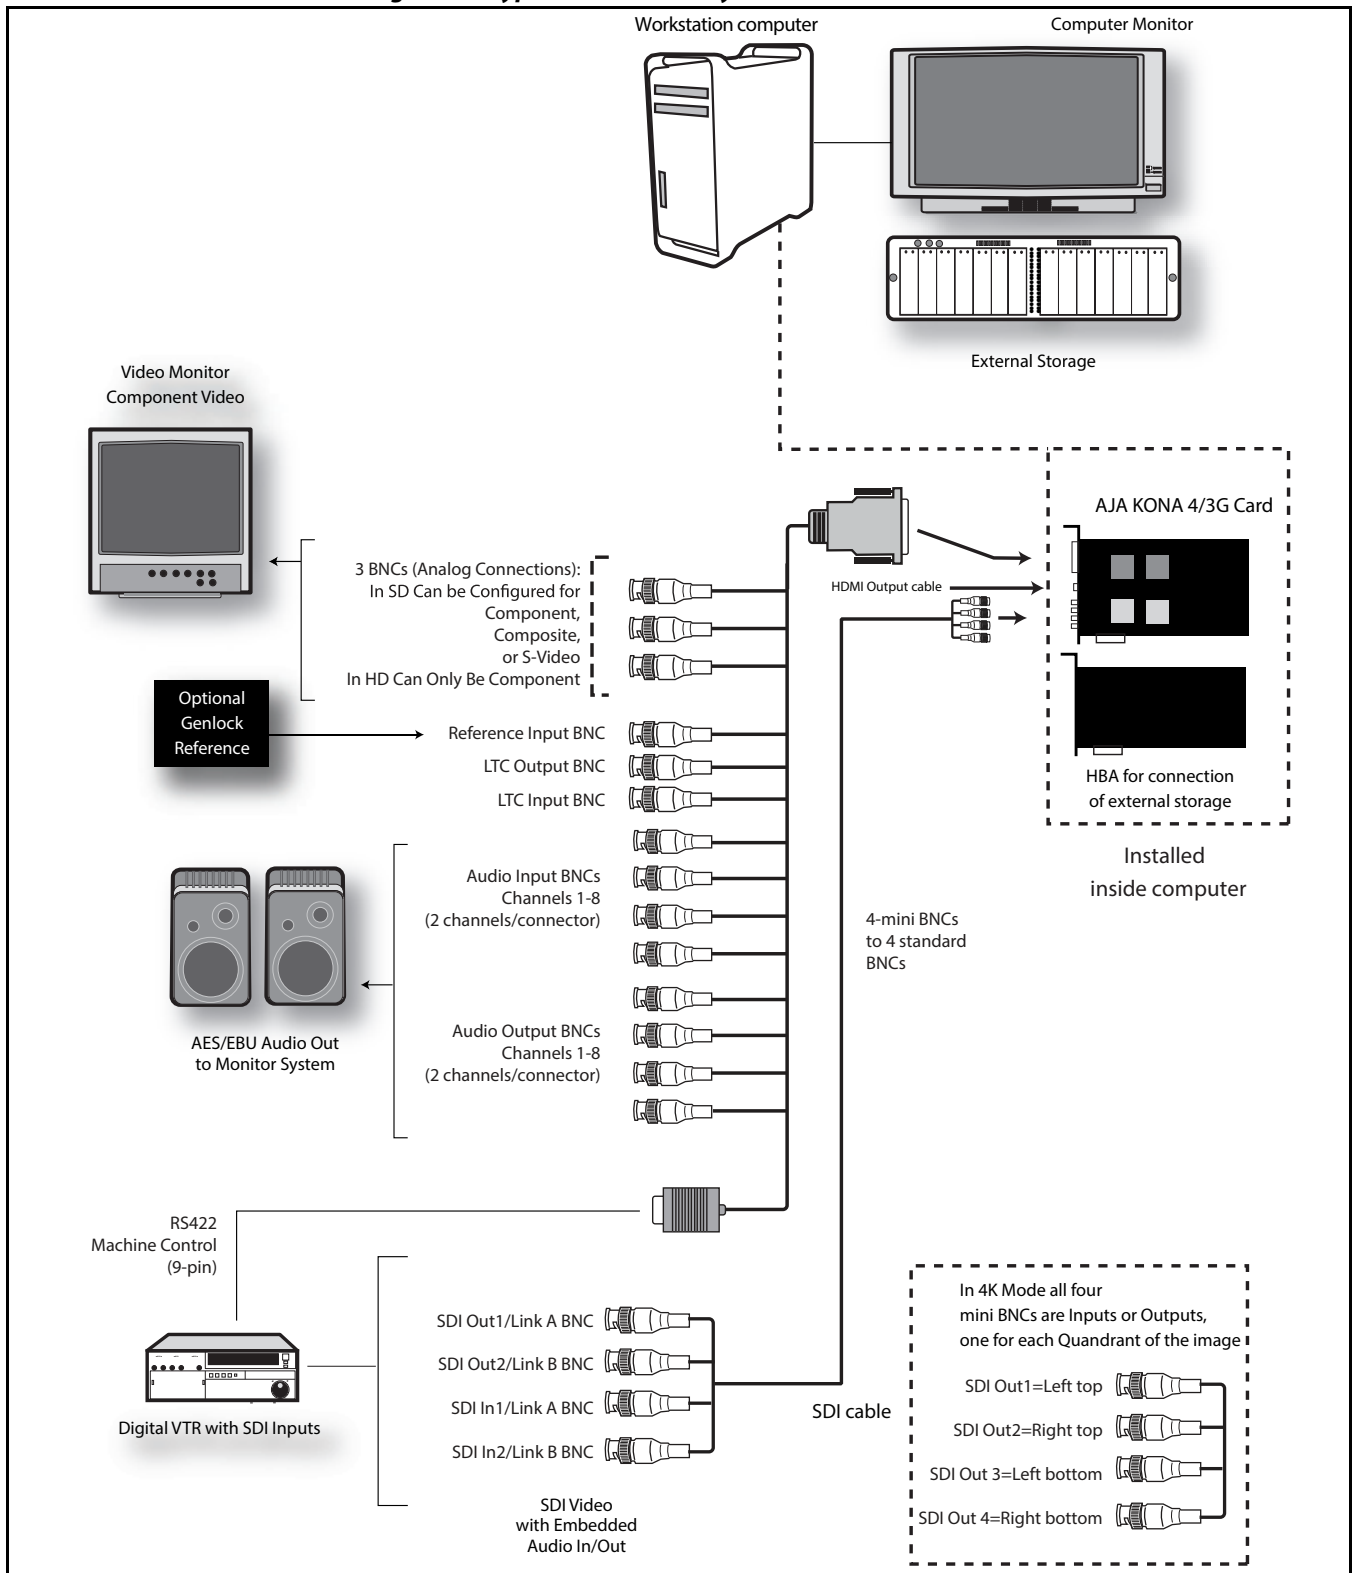 Workstation computer
Computer Monitor
External Storage
Video Monitor
Component Video
3 BNCs (Analog Connections):
In SD Can be Configured for
Component,
Composite,
or S-Video
In HD Can Only Be Component
HDMI Output cable
AJA KONA 4/3G Card
HBA for connection
of external storage
Installed
inside computer
Optional
Genlock
Reference
Reference Input BNC
LTC Output BNC
LTC Input BNC
Audio Input BNCs
Channels 1-8
(2 channels/connector)
4-mini BNCs
to 4 standard
BNCs
Audio Output BNCs
Channels 1-8
(2 channels/connector)
AES/EBU Audio Out
to Monitor System
RS422
Machine Control
(9-pin)
SDI Out1/Link A BNC
SDI Out2/Link B BNC
SDI In1/Link A BNC
SDI In2/Link B BNC
SDI cable
Digital VTR with SDI Inputs
SDI Video
with Embedded
Audio In/Out
In 4K Mode all four
mini BNCs are Inputs or Outputs,
one for each Quadrant of the image
SDI Out1=Left top
SDI Out2=Right top
SDI Out 3=Left bottom
SDI Out 4=Right bottom